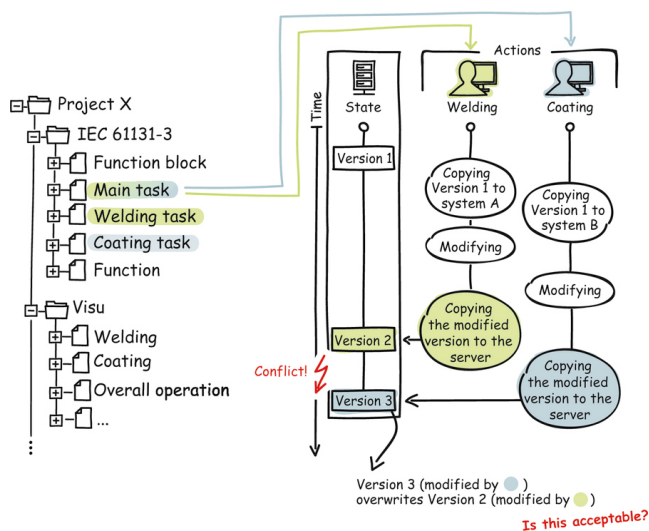 Project X
IEC 61131-3
Function block
Main task
Welding task
Coating task
Function
Visu
Welding
Coating
Overall operation
...
Time
State
Version 1
Version 2
Conflict!
Version 3
Actions
Welding
Coating
Copying
Version 1 to
system A
Modifying
Copying
the modified
version to the
server
Copying
Version 1 to
system B
Modifying
Copying
the modified
version to the
server
Version 3 (modified by )
overwrites Version 2 (modified by )
Is this acceptable?